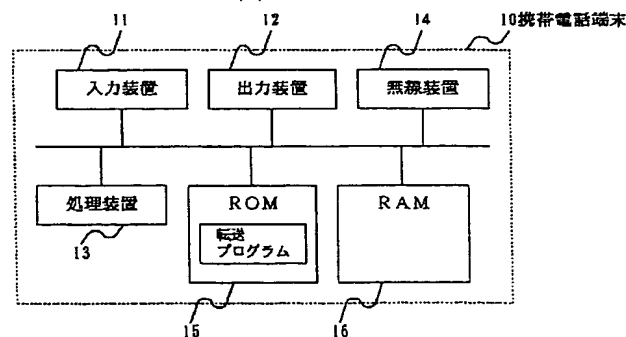 11 12 14 10携帯電話端末
入力装置 出力装置 無線装置
処理装置 ROM RAM
転送
プログラム
13
15 16